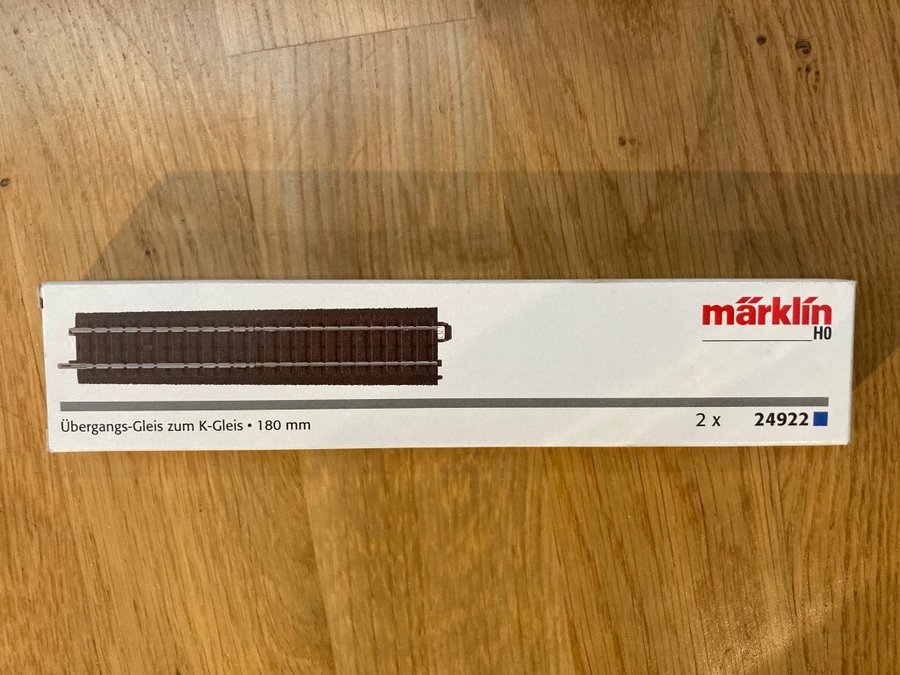 märklin
H0
Übergangs-Gleis zum K-Gleis • 180 mm
2 x 24922